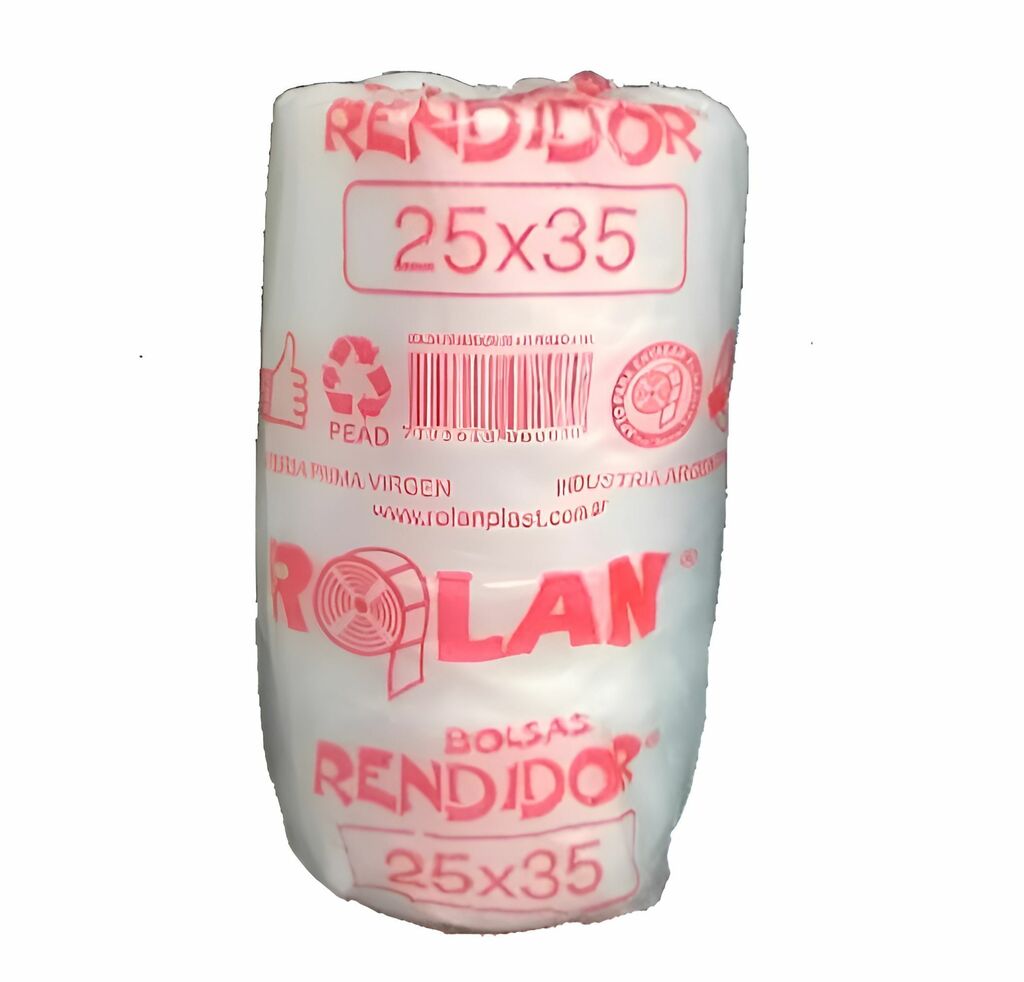 RENDIDOR
25x35
PEAD
VIRGEN
INDUSTRIA
www.rolanplast.com.ar
ROLAN®
BOLSAS
RENDIDOR®
25x35